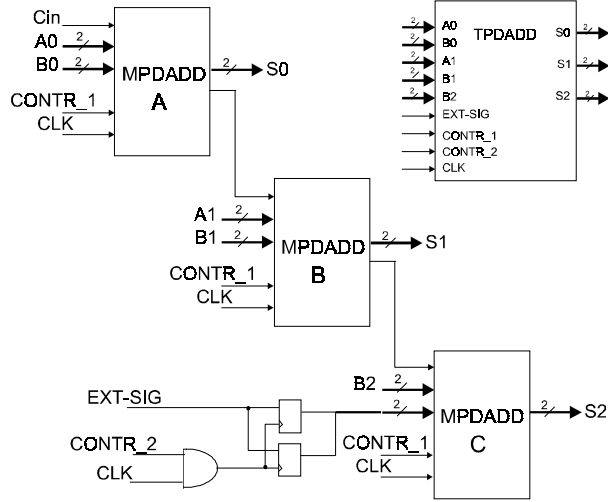 Cin
A0 2
B0 2
MPDADD
A
2 S0
CONTR_1
CLK
A0 2
B0 2
A1 2
B1 2
B2 2
EXT-SIG
CONTR_1
CONTR_2
CLK
TPDADD
S0 2
S1 2
S2 2
A1 2
B1 2
MPDADD
B
2 S1
CONTR_1
CLK
B2 2
2
MPDADD
C
2 S2
CONTR_1
CLK
EXT-SIG
CONTR_2
CLK